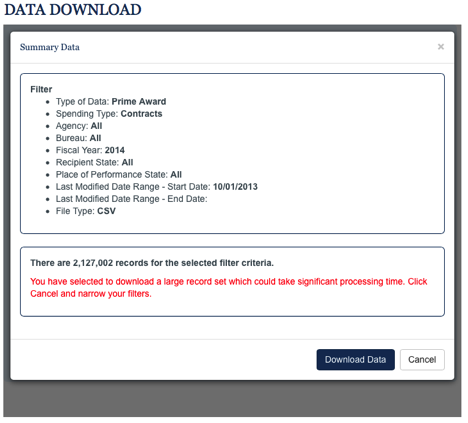 DATA DOWNLOAD
Summary Data ×
Filter
• Type of Data: Prime Award
• Spending Type: Contracts
• Agency: All
• Bureau: All
• Fiscal Year: 2014
• Recipient State: All
• Place of Performance State: All
• Last Modified Date Range - Start Date: 10/01/2013
• Last Modified Date Range - End Date:
• File Type: CSV
There are 2,127,002 records for the selected filter criteria.
You have selected to download a large record set which could take significant processing time. Click
Cancel and narrow your filters.
Download Data Cancel